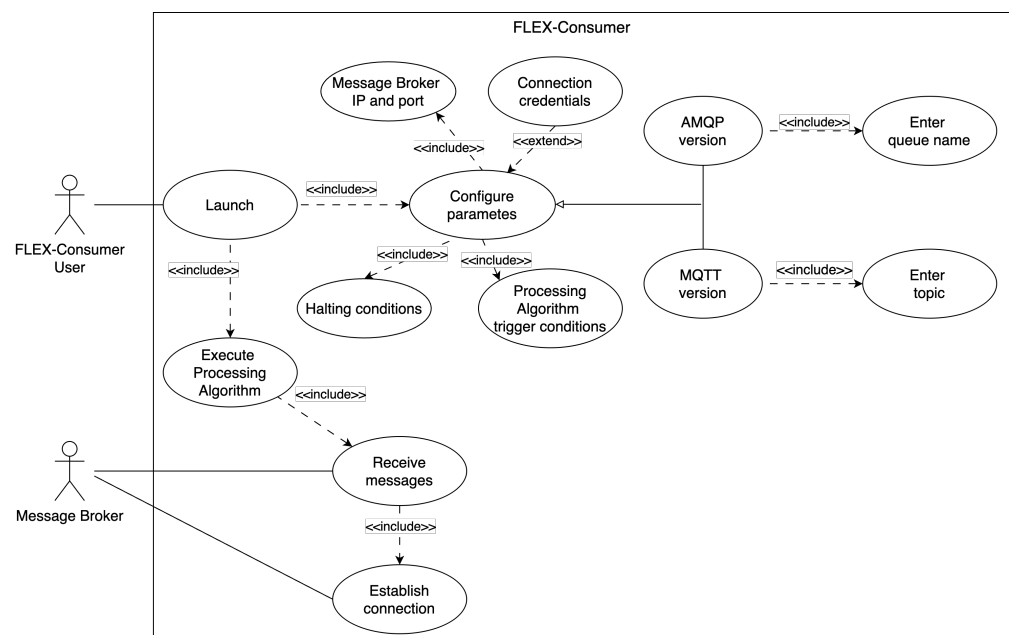 FLEX-Consumer
Message Broker
IP and port
Connection
credentials
<<include>>
<<extend>>
AMQP
version
<<include>>
Enter
queue name
FLEX-Consumer
User
Launch
<<include>>
Configure
parametes
<<include>>
<<include>>
<<include>>
Halting conditions
Processing
Algorithm
trigger conditions
MQTT
version
<<include>>
Enter
topic
Execute
Processing
Algorithm
<<include>>
Message Broker
Receive
messages
<<include>>
Establish
connection